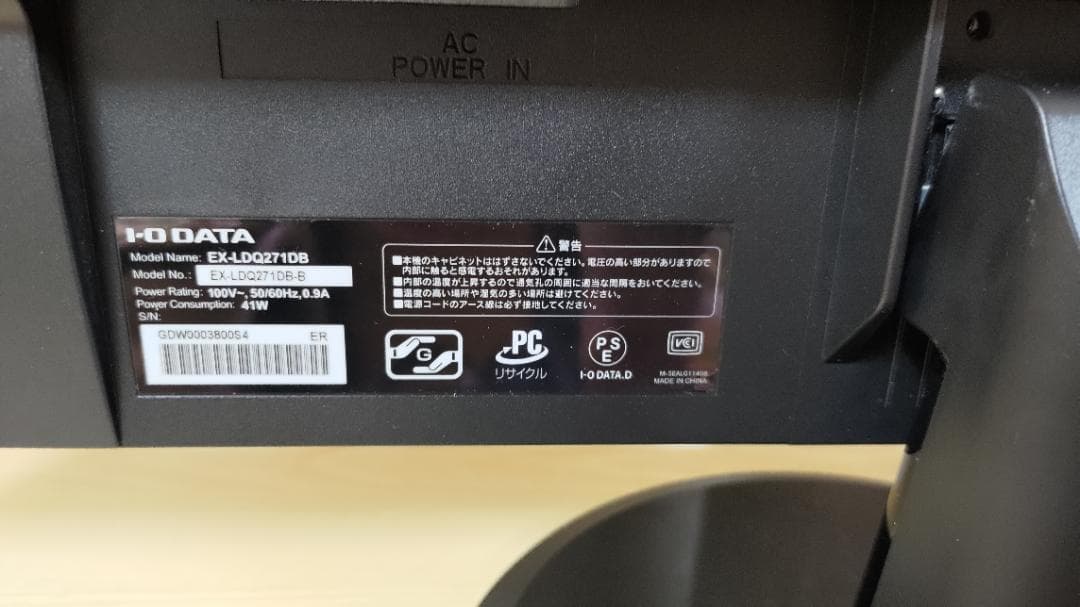 AC
POWER IN
I-O DATA
Model Name: EX-LDQ271DB
Model No.: EX-LDQ271DB-B
Power Rating: 100V~, 50/60Hz, 0.9A
Power Consumption: 41W
S/N:
GDW0003800S4 ER
⚠警告
■本機のキャビネットははずさないでください。電圧の高い部分がありますので
内部に触ると感電するおそれがあります。
■内部の温度が上昇するので通気孔の周囲に適当な間隔をおいてください。
■温度の高い場所や湿気の多い場所は避けてください。
■電源コードのアース線は必ず接地してください。
G
PC
リサイクル
PS
E
I-O DATA.D
VCI
MADE IN CHINA